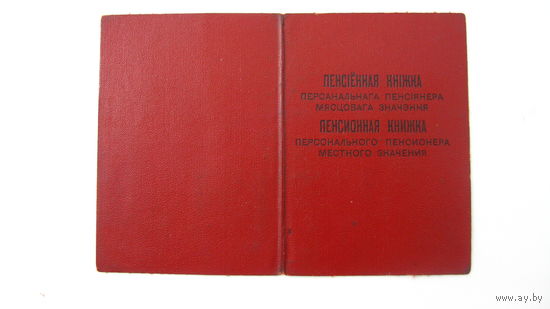 ПЕНСІЁННАЯ КНІЖКА
ПЕРСАНАЛЬНАГА ПЕНСІЯНЕРА
МЯСЦОВАГА ЗНАЧЭННЯ
ПЕНСИОННАЯ КНИЖКА
ПЕРСОНАЛЬНОГО ПЕНСИОНЕРА
МЕСТНОГО ЗНАЧЕНИЯ
www.ay.by